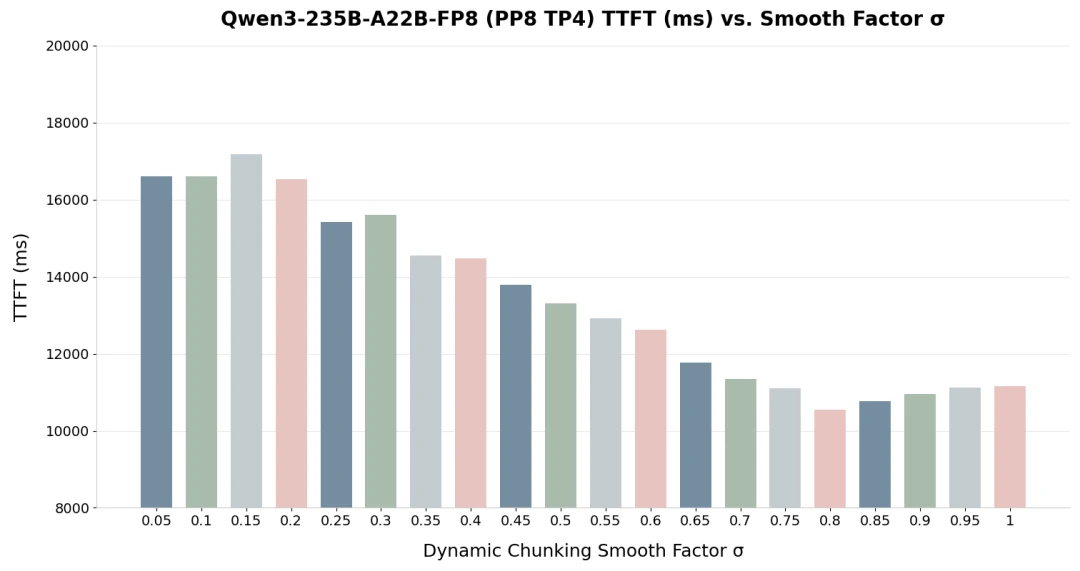 Qwen3-235B-A22B-FP8 (PP8 TP4) TTFT (ms) vs. Smooth Factor σ
20000
18000
16000
14000
12000
10000
8000
TTFT (ms)
0.05 0.1 0.15 0.2 0.25 0.3 0.35 0.4 0.45 0.5 0.55 0.6 0.65 0.7 0.75 0.8 0.85 0.9 0.95 1
Dynamic Chunking Smooth Factor σ